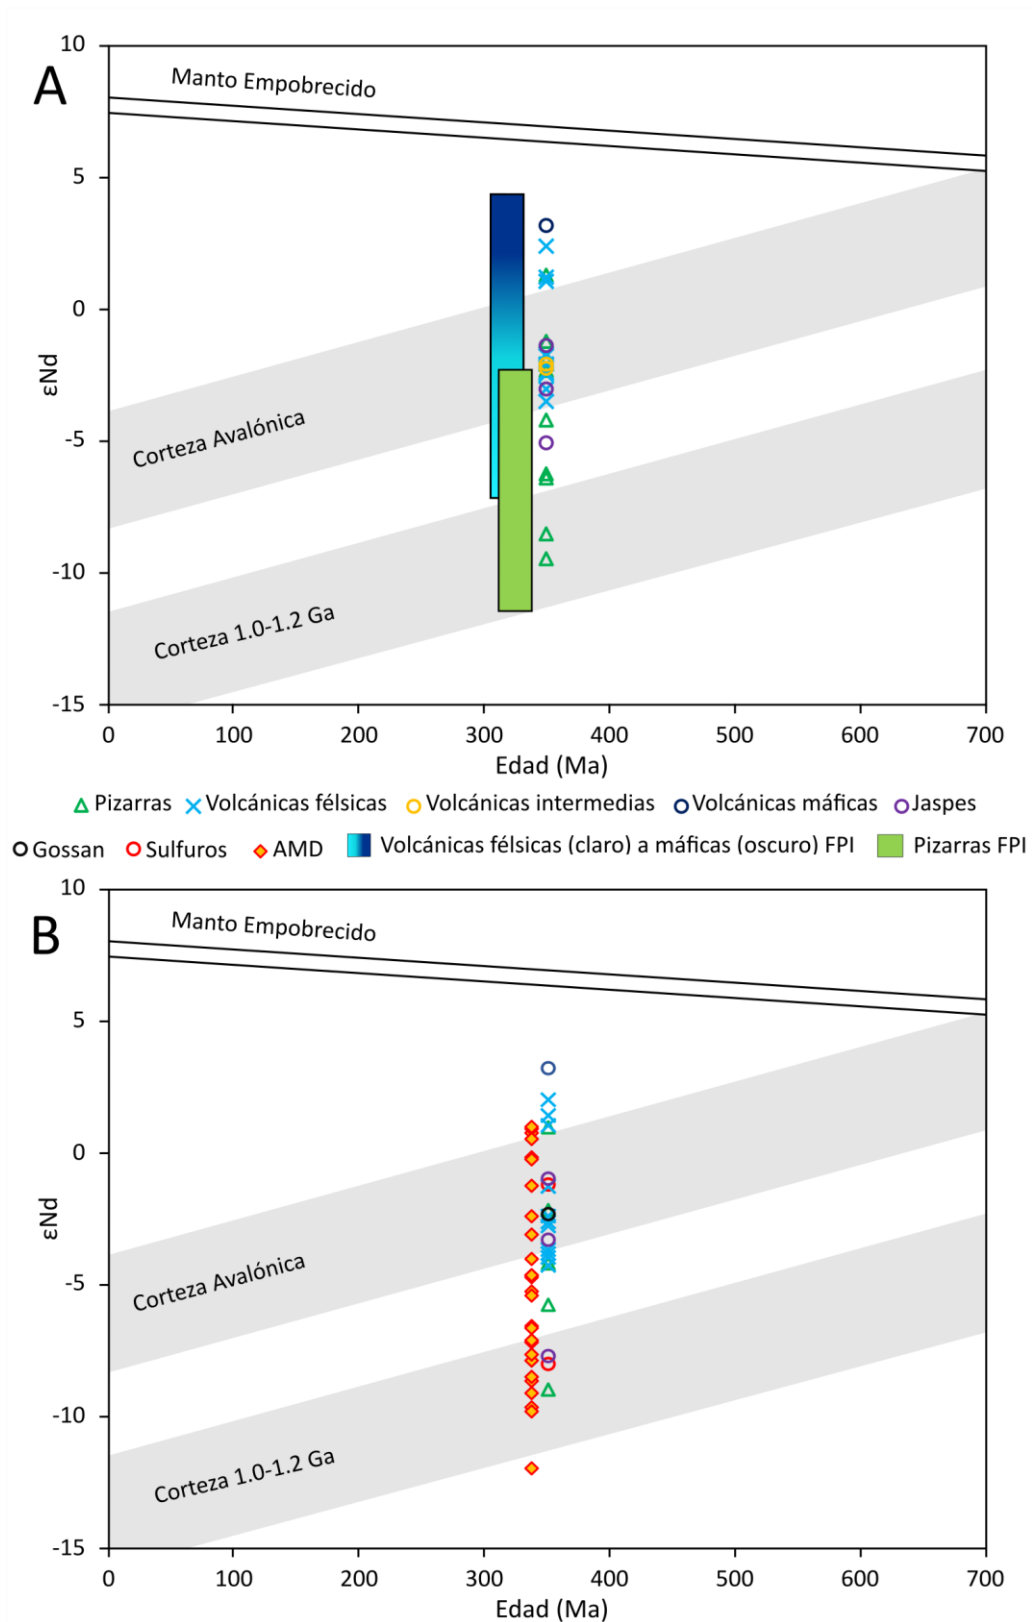 A
10
5
0
-5
-10
-15
εNd
Manto Empobrecido
Corteza Avalónica
Corteza 1.0-1.2 Ga
0 100 200 300 400 500 600 700
Edad (Ma)
Pizarras Volcánicas félsicas Volcánicas intermedias Volcánicas máficas Jaspes
Gossan Sulfuros AMD Volcánicas félsicas (claro) a máficas (oscuro) FPI Pizarras FPI
B
10
5
0
-5
-10
-15
εNd
Manto Empobrecido
Corteza Avalónica
Corteza 1.0-1.2 Ga
0 100 200 300 400 500 600 700
Edad (Ma)